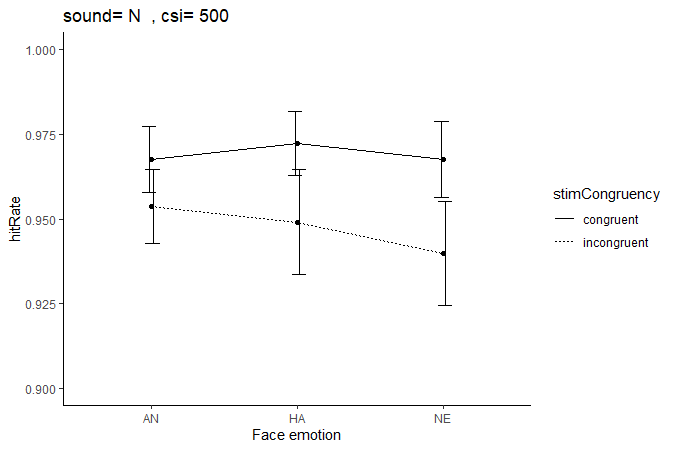 sound= N  , csi= 500
1.000
0.975
0.950
0.925
0.900
hitRate
AN HA NE
Face emotion
stimCongruency
congruent
incongruent